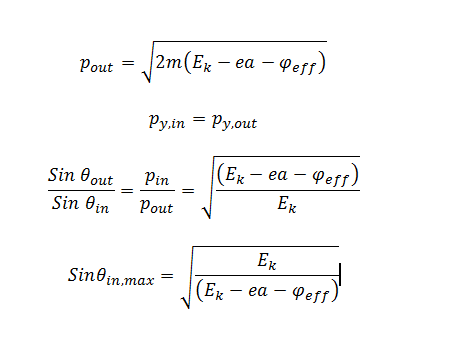 p_out = √(2m(E_k − ea − φ_eff))
p_y,in = p_y,out
Sin θ_out / Sin θ_in = p_in / p_out = √((E_k − ea − φ_eff) / E_k)
Sinθ_in,max = √(E_k / (E_k − ea − φ_eff))